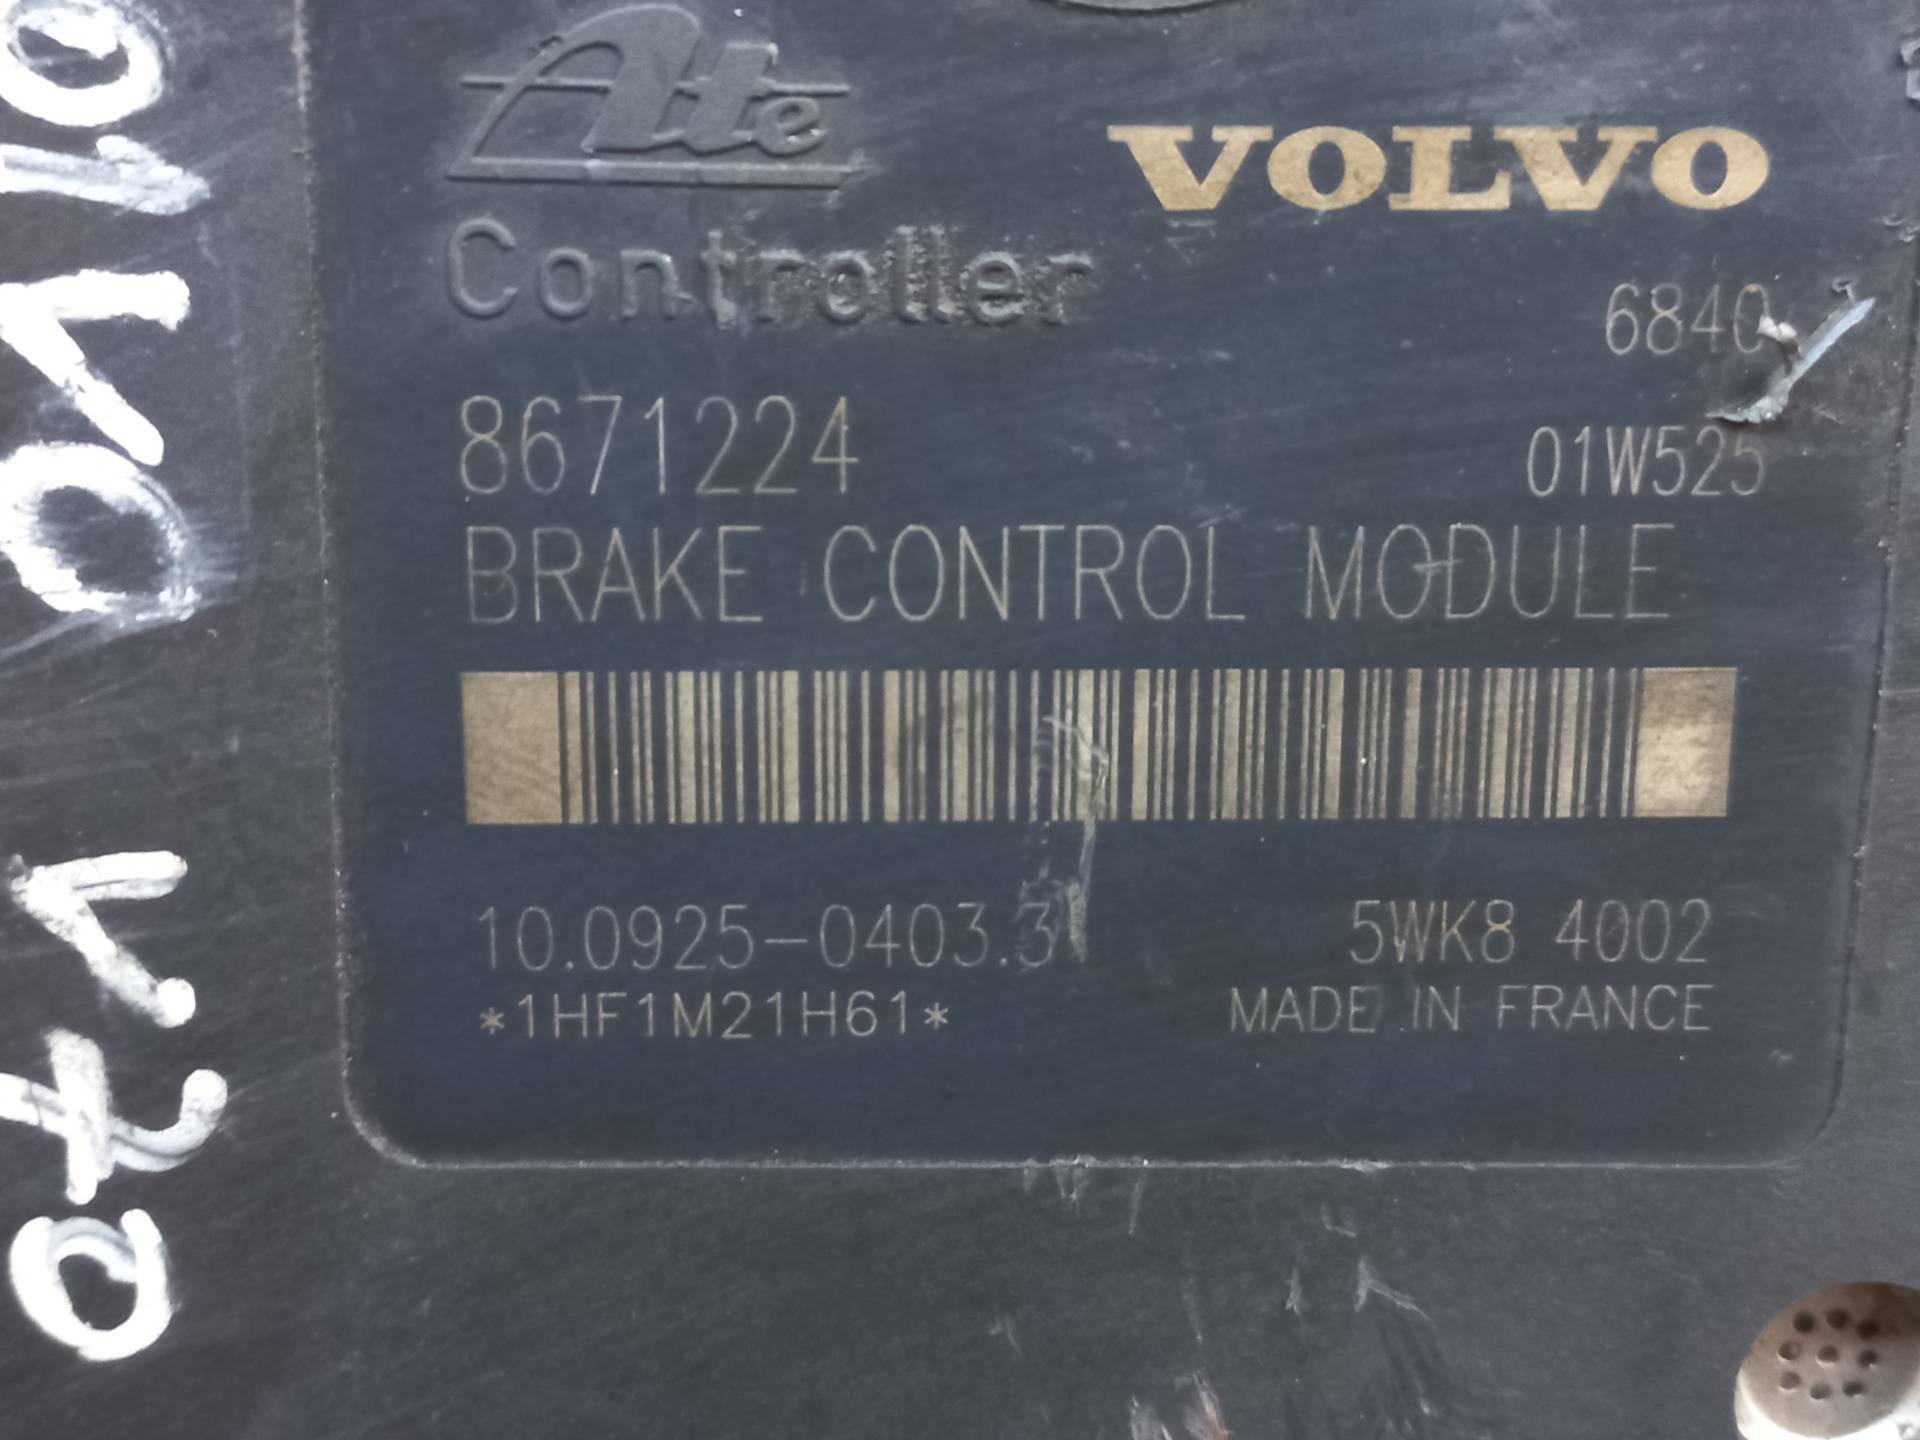 Ate
VOLVO
Controller
6840
8671224
01W525
BRAKE CONTROL MODULE
10.0925-0403.3
5WK8 4002
*1HF1M21H61*
MADE IN FRANCE
V70